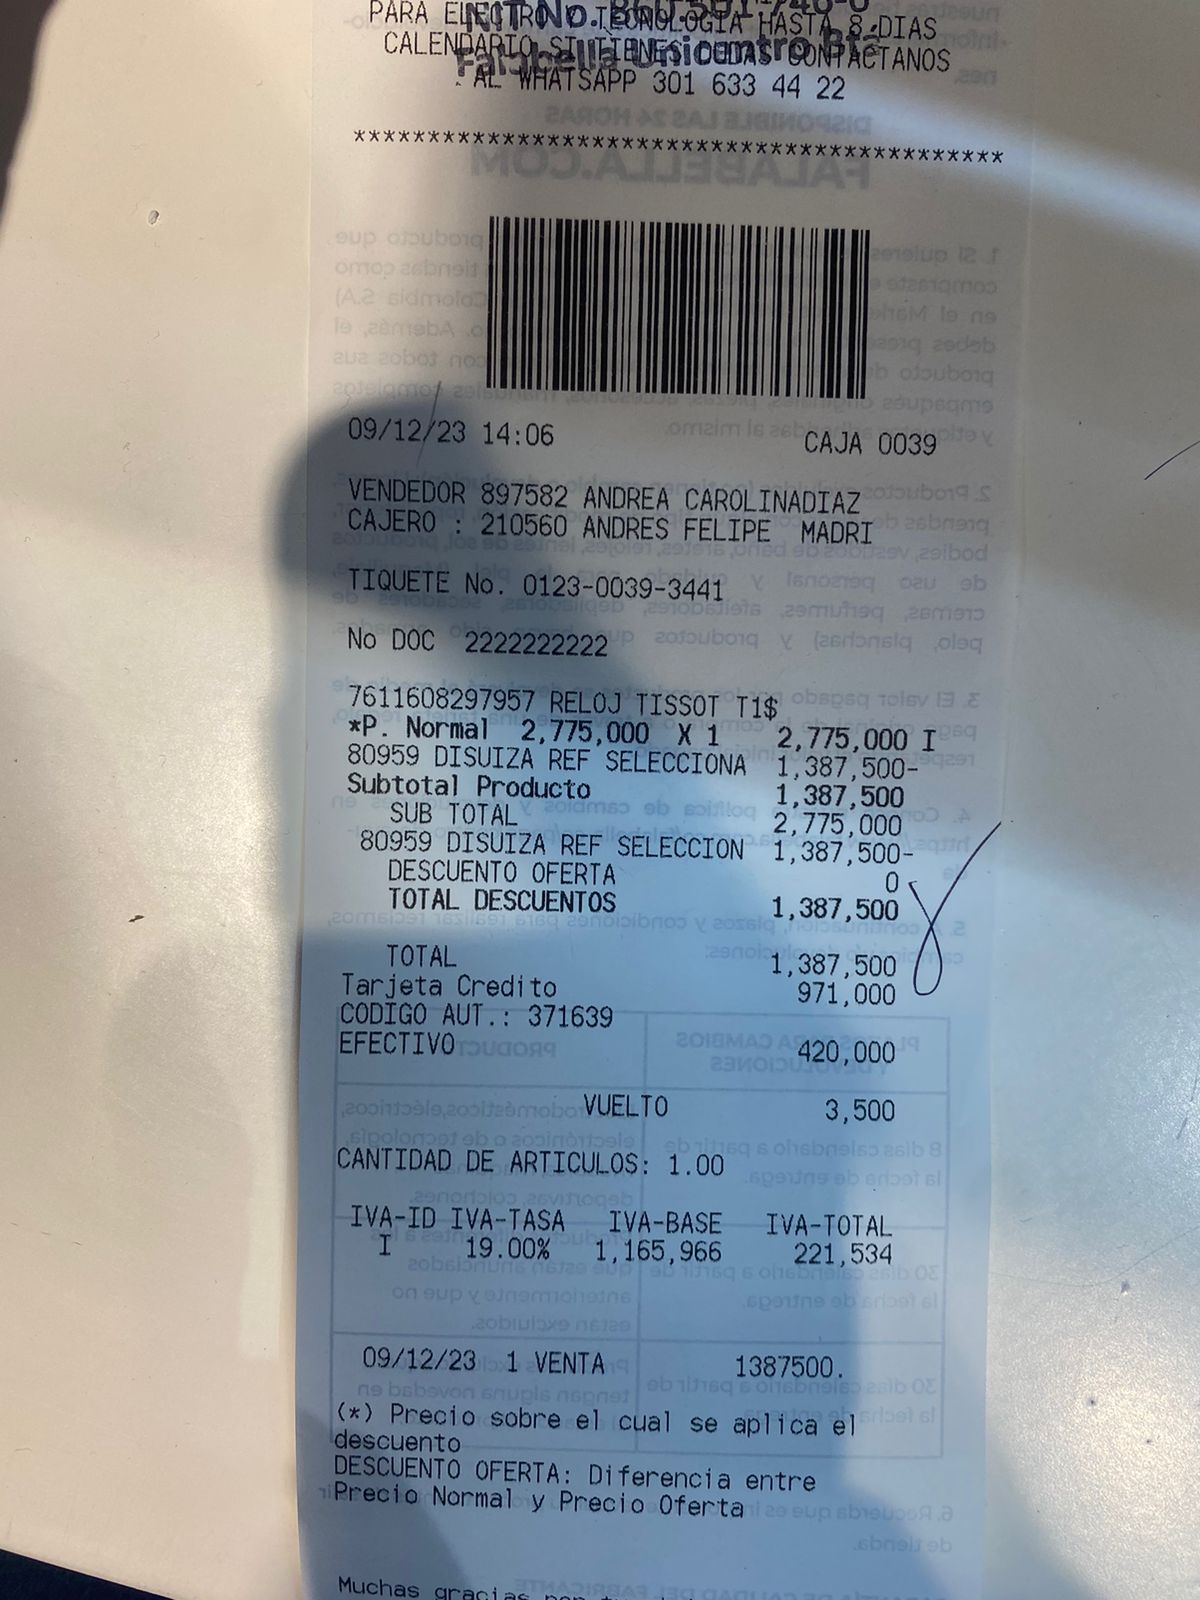 PARA ELECTRO Y TECNOLOGIA HASTA 8 DIAS
NIT No. 860.
CALENDARIO SI TIENES DUDAS CONTACTANOS
Falabella Unicentro Bta
AL WHATSAPP 301 633 44 22
*******************************************
09/12/23 14:06 CAJA 0039
VENDEDOR 897582 ANDREA CAROLINADIAZ
CAJERO : 210560 ANDRES FELIPE MADRI
TIQUETE No. 0123-0039-3441
No DOC 2222222222
7611608297957 RELOJ TISSOT T1$
*P. Normal 2,775,000 X 1 2,775,000 I
80959 DISUIZA REF SELECCIONA 1,387,500-
Subtotal Producto 1,387,500
SUB TOTAL 2,775,000
80959 DISUIZA REF SELECCION 1,387,500-
DESCUENTO OFERTA 0
TOTAL DESCUENTOS 1,387,500
TOTAL 1,387,500
Tarjeta Credito 971,000
CODIGO AUT.: 371639
EFECTIVO 420,000
VUELTO 3,500
CANTIDAD DE ARTICULOS: 1.00
IVA-ID IVA-TASA IVA-BASE IVA-TOTAL
I 19.00% 1,165,966 221,534
09/12/23 1 VENTA 1387500.
(*) Precio sobre el cual se aplica el
descuento
DESCUENTO OFERTA: Diferencia entre
Precio Normal y Precio Oferta
Muchas gracias por